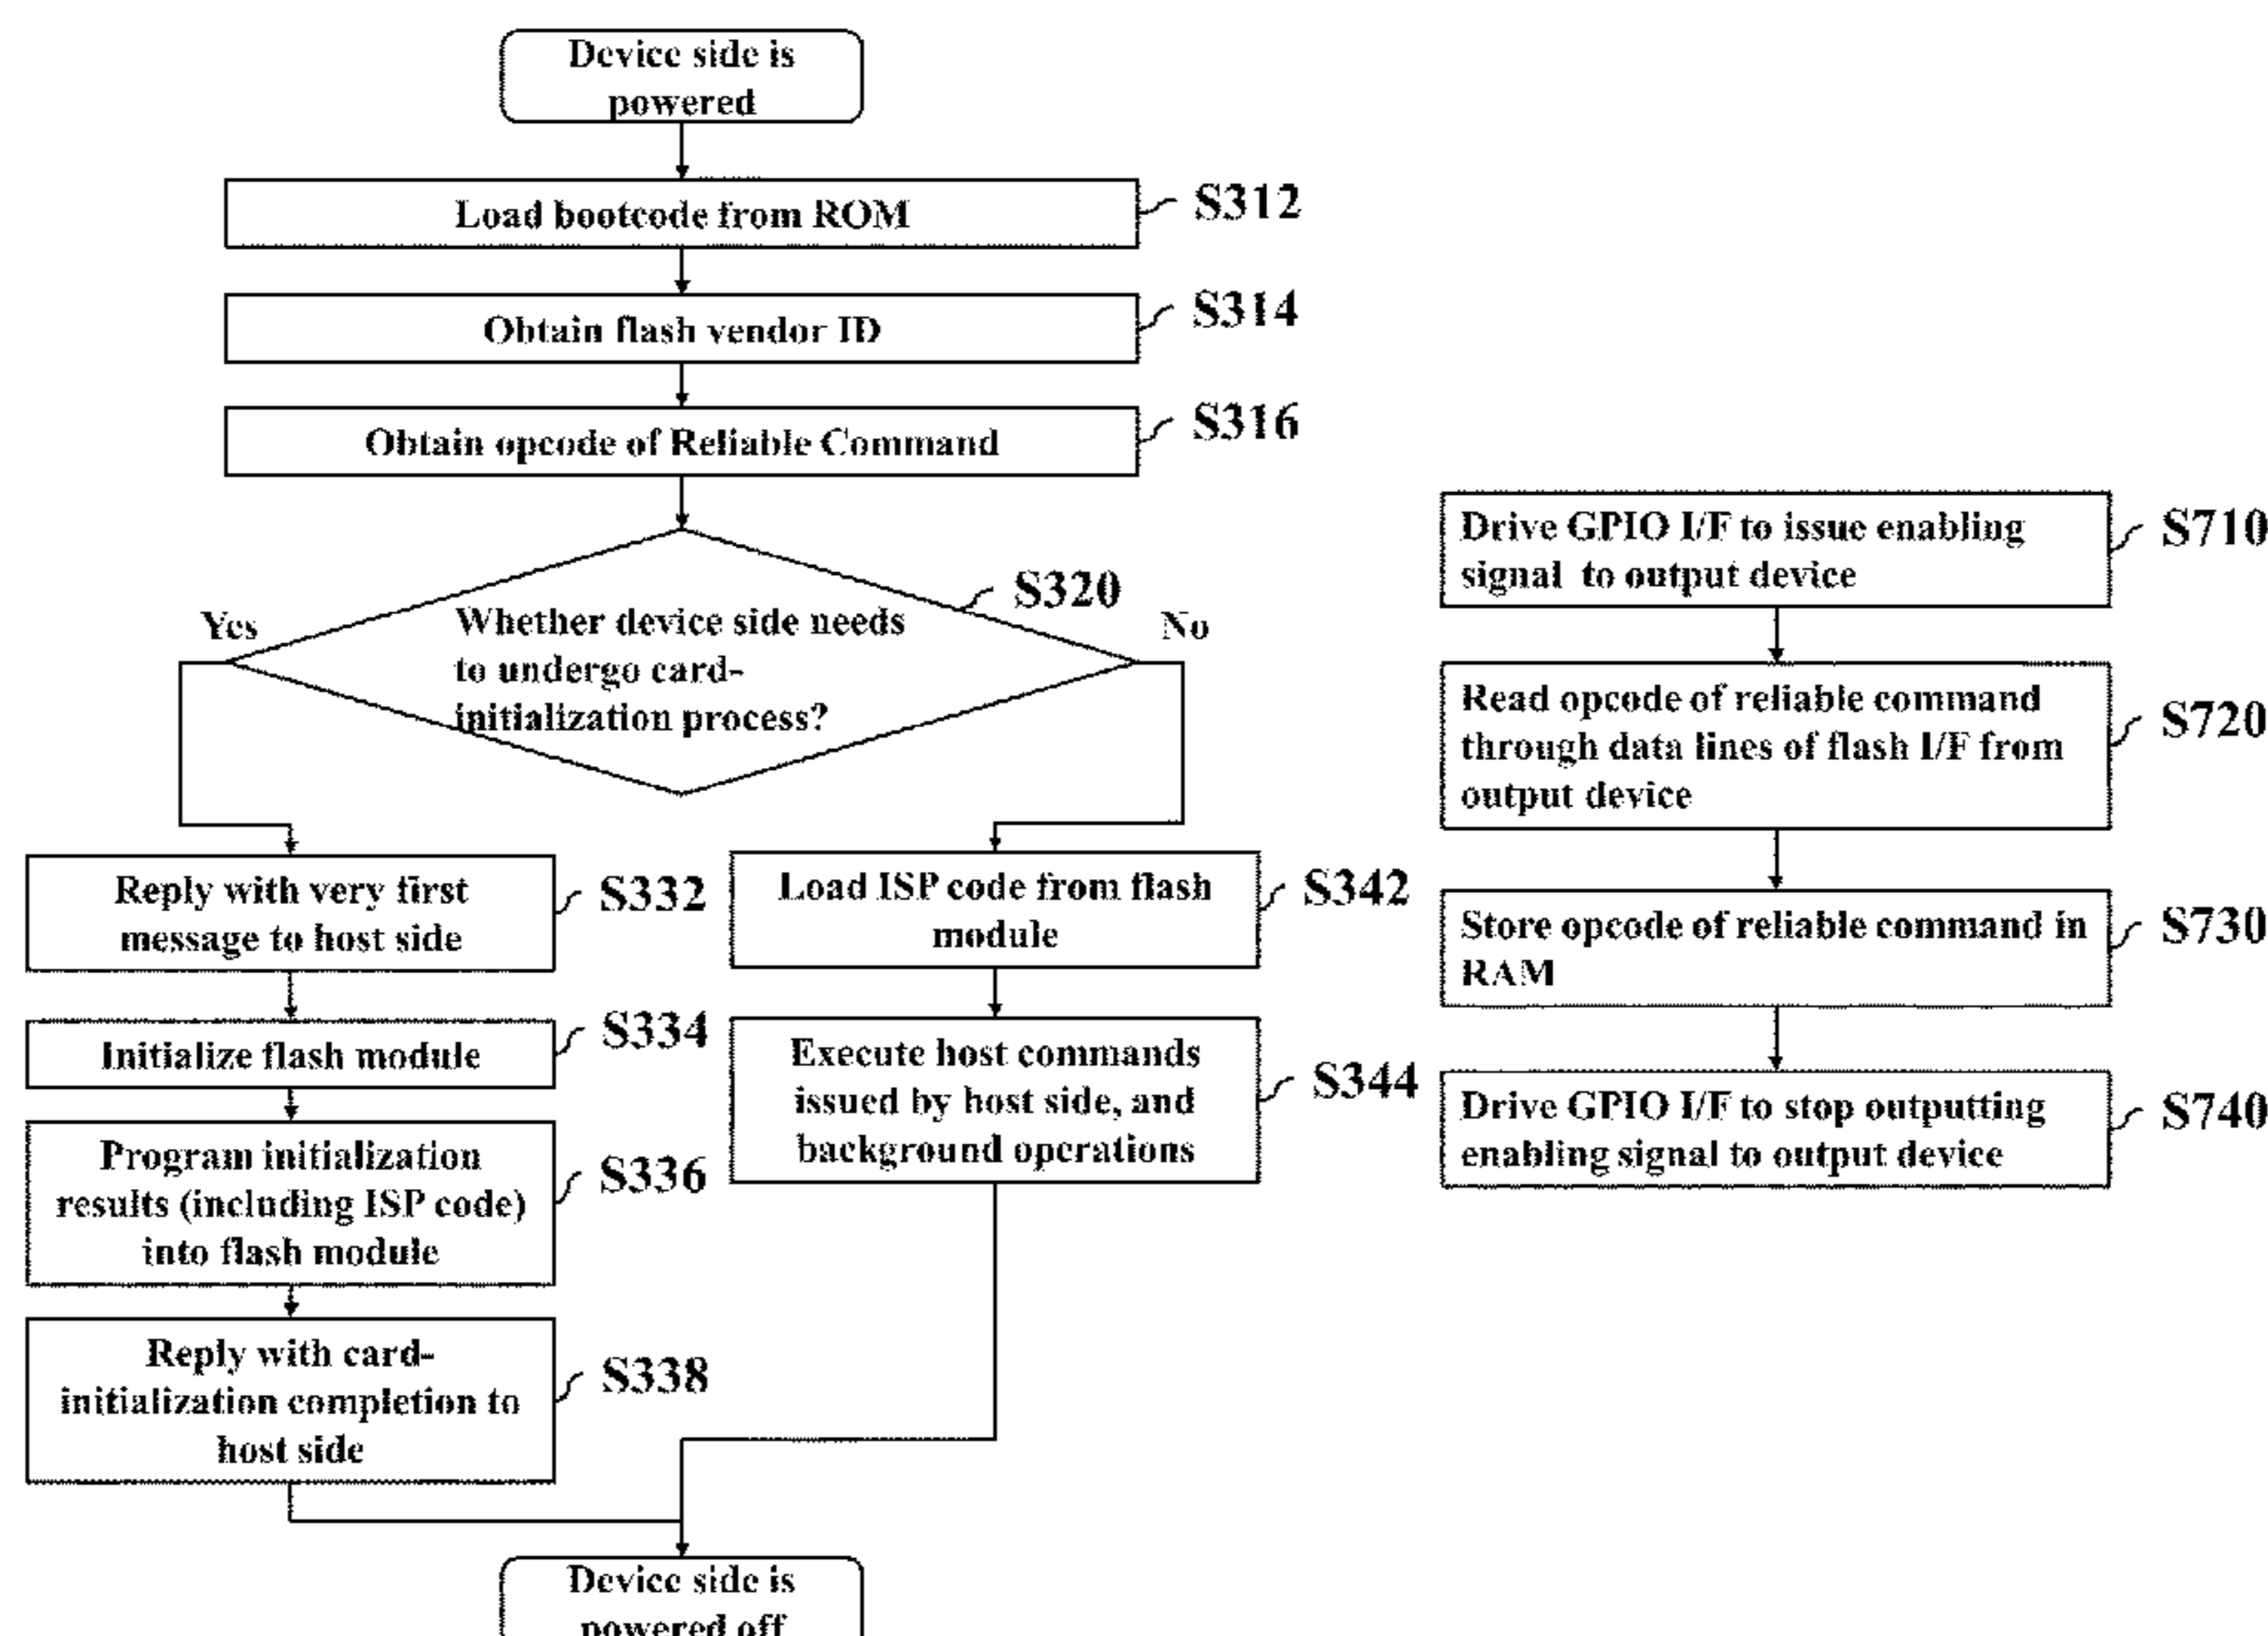 Device side is
powered
Load bootcode from ROM
S312
Obtain flash vendor ID
S314
Obtain opcode of Reliable Command
S316
S320
Whether device side needs
to undergo card-
initialization process?
Yes
No
Reply with very first
message to host side
S332
Initialize flash module
S334
Program initialization
results (including ISP code)
into flash module
S336
Reply with card-
initialization completion to
host side
S338
Load ISP code from flash
module
S342
Execute host commands
issued by host side, and
background operations
S344
Device side is
powered off
Drive GPIO I/F to issue enabling
signal to output device
S710
Read opcode of reliable command
through data lines of flash I/F from
output device
S720
Store opcode of reliable command in
RAM
S730
Drive GPIO I/F to stop outputting
enabling signal to output device
S740